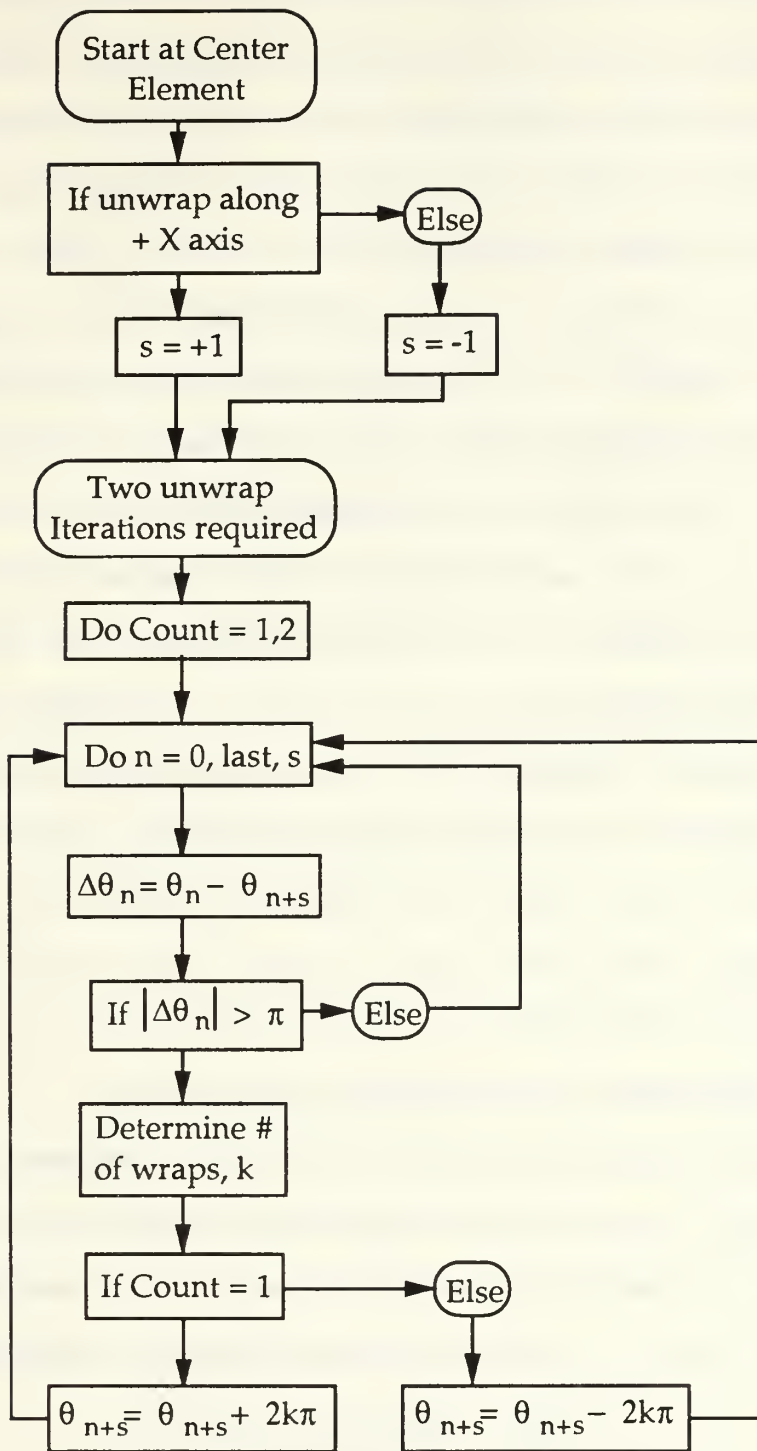 Start at Center
Element
If unwrap along
+ X axis
Else
s = +1
s = -1
Two unwrap
Iterations required
Do Count = 1,2
Do n = 0, last, s
Δθ n = θ n − θ n+s
If |Δθ n| > π
Else
Determine #
of wraps, k
If Count = 1
Else
θ n+s = θ n+s + 2kπ
θ n+s = θ n+s − 2kπ